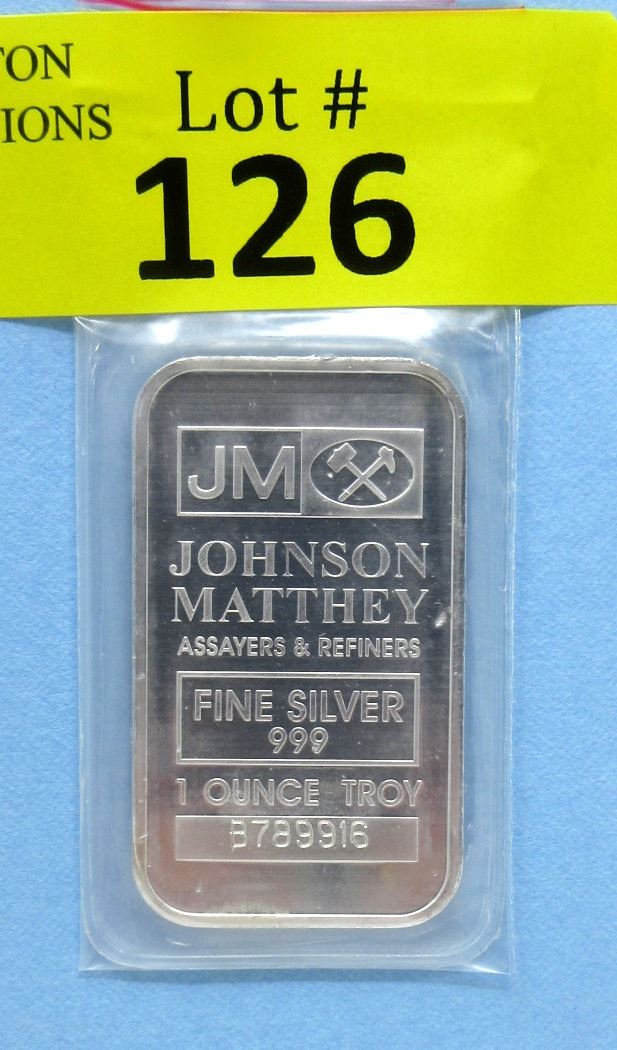 TON
IONS
Lot #
126
JM
JOHNSON
MATTHEY
ASSAYERS & REFINERS
FINE SILVER
999
1 OUNCE TROY
B789916